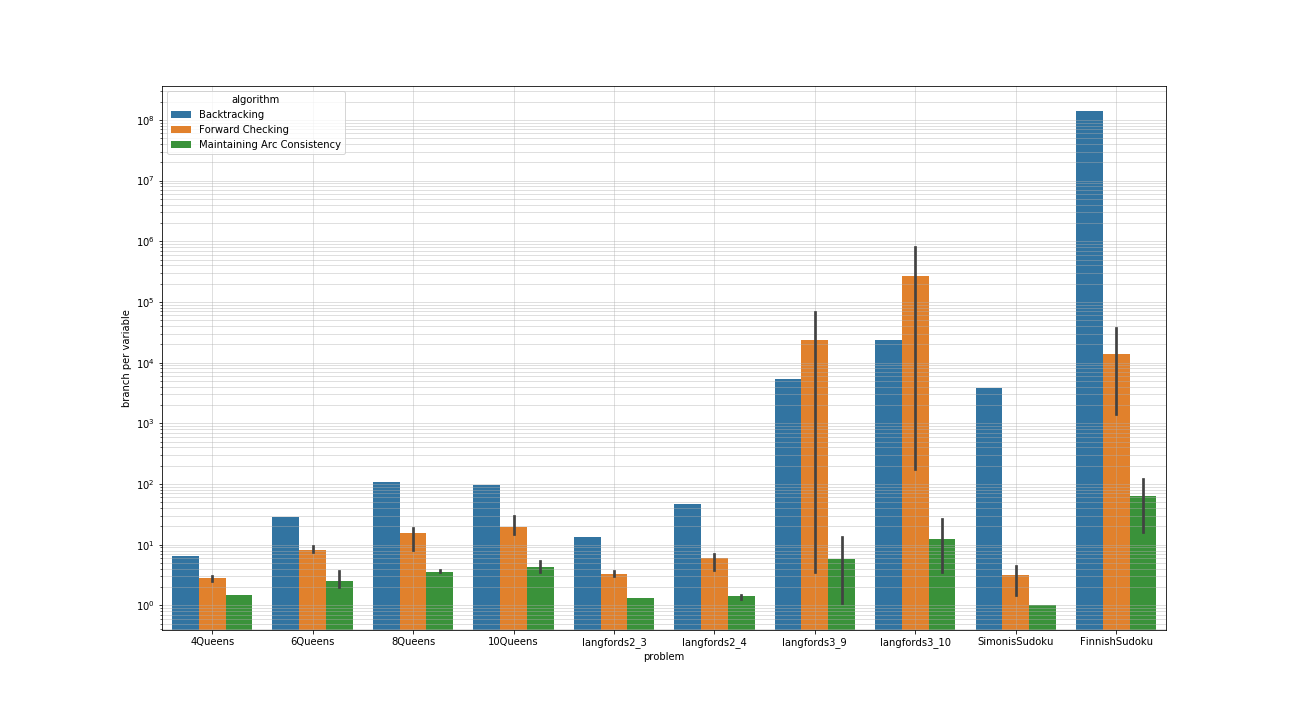 algorithm
Backtracking
Forward Checking
Maintaining Arc Consistency
10⁸
10⁷
10⁶
10⁵
10⁴
10³
10²
10¹
10⁰
branch per variable
4Queens 6Queens 8Queens 10Queens langfords2_3 langfords2_4 langfords3_9 langfords3_10 SimonisSudoku FinnishSudoku
problem